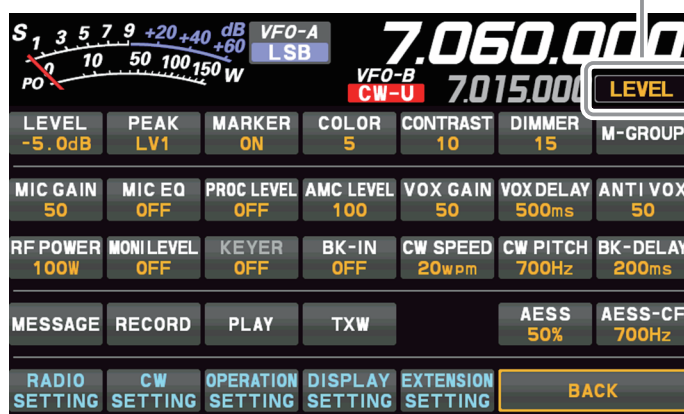 S 1 3 5 7 9 +20 +40 +60 dB
VFO-A
LSB
7.060.000
PO 0 10 50 100 150 W
VFO-B
CW-U
7.015.000
LEVEL
LEVEL PEAK MARKER COLOR CONTRAST DIMMER M-GROUP
-5.0dB LV1 ON 5 10 15
MIC GAIN MIC EQ PROC LEVEL AMC LEVEL VOX GAIN VOX DELAY ANTI VOX
50 OFF OFF 100 50 500ms 50
RF POWER MONI LEVEL KEYER BK-IN CW SPEED CW PITCH BK-DELAY
100W OFF OFF OFF 20wpm 700Hz 200ms
MESSAGE RECORD PLAY TXW AESS AESS-CF
50% 700Hz
RADIO CW OPERATION DISPLAY EXTENSION
SETTING SETTING SETTING SETTING SETTING
BACK